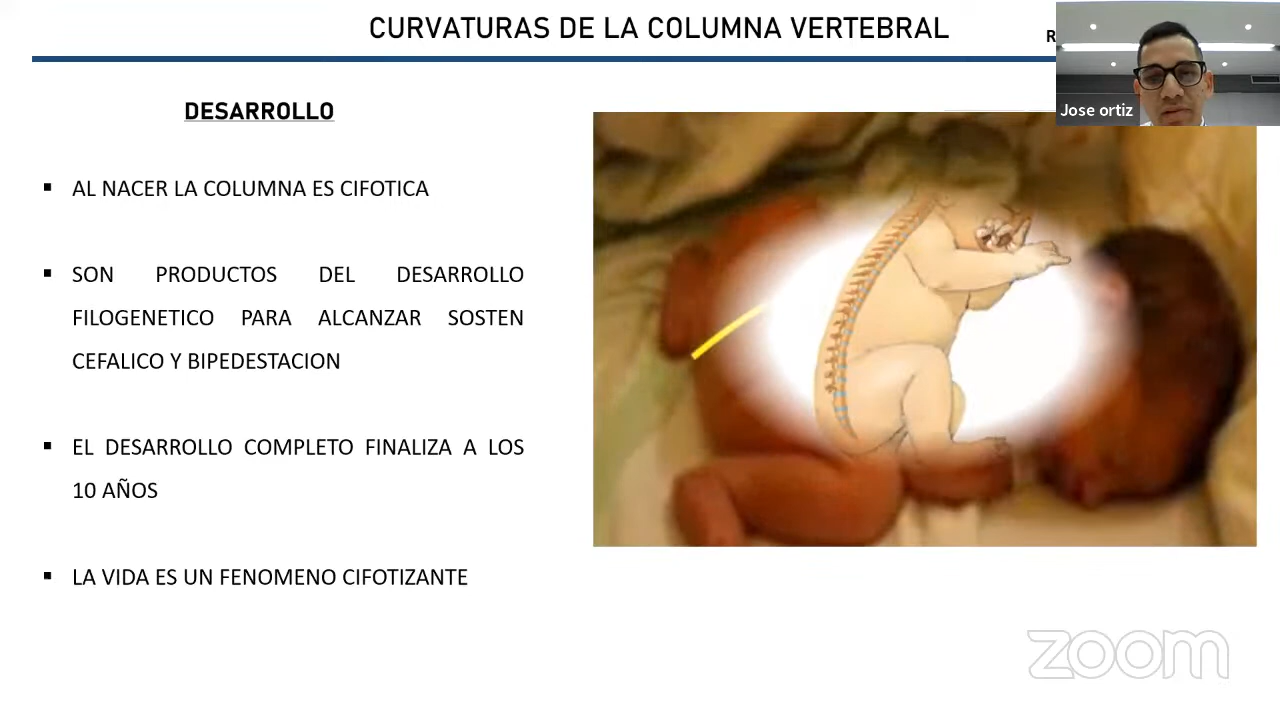 CURVATURAS DE LA COLUMNA VERTEBRAL
R
Jose ortiz
DESARROLLO
▪ AL NACER LA COLUMNA ES CIFOTICA
▪ SON PRODUCTOS DEL DESARROLLO
FILOGENETICO PARA ALCANZAR SOSTEN
CEFALICO Y BIPEDESTACION
▪ EL DESARROLLO COMPLETO FINALIZA A LOS
10 AÑOS
▪ LA VIDA ES UN FENOMENO CIFOTIZANTE
zoom